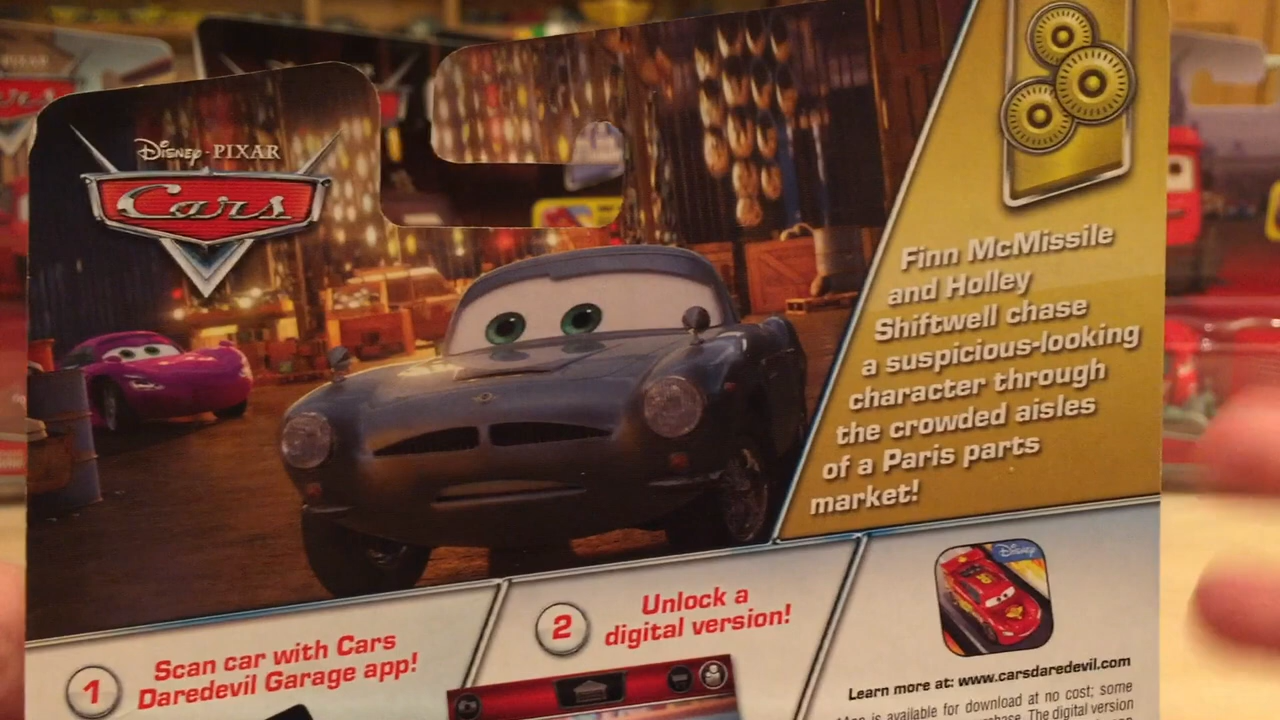 DISNEY·PIXAR
Cars
Finn McMissile
and Holley
Shiftwell chase
a suspicious-looking
character through
the crowded aisles
of a Paris parts
market!
1
Scan car with Cars
Daredevil Garage app!
2
Unlock a
digital version!
Disney
Learn more at: www.carsdaredevil.com
is available for download at no cost; some
The digital version